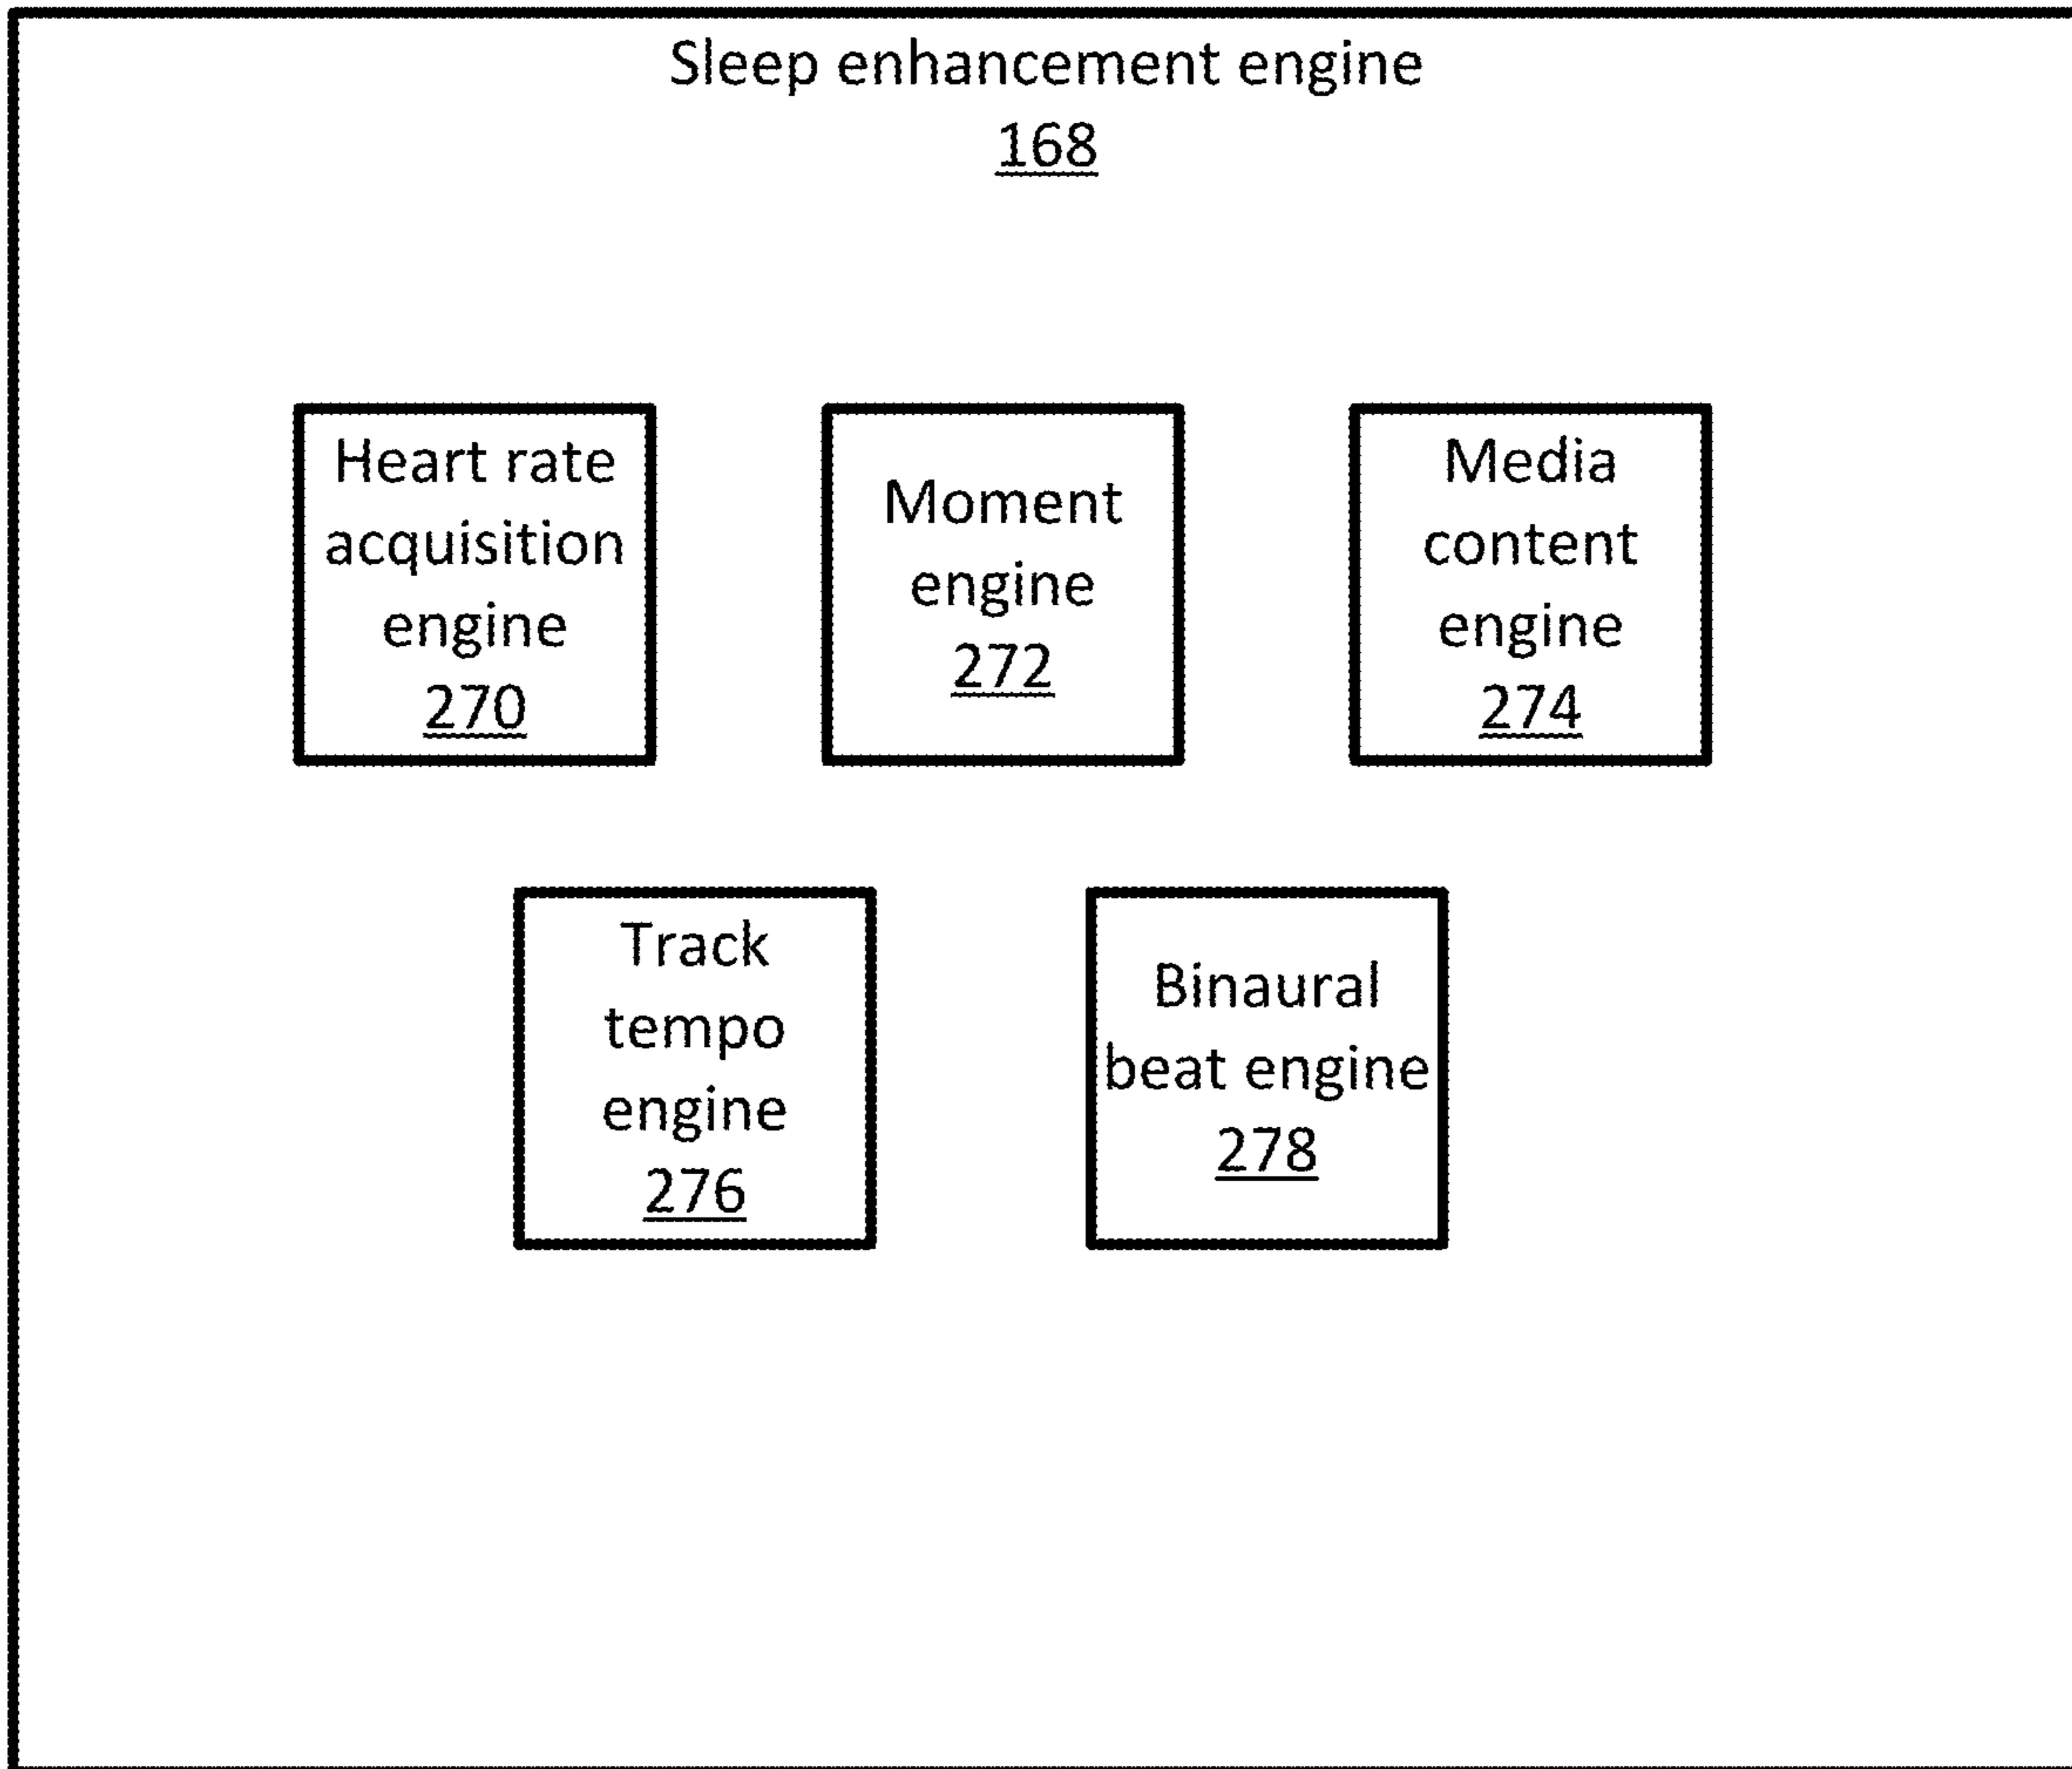 Sleep enhancement engine
168
Heart rate
acquisition
engine
270
Moment
engine
272
Media
content
engine
274
Track
tempo
engine
276
Binaural
beat engine
278